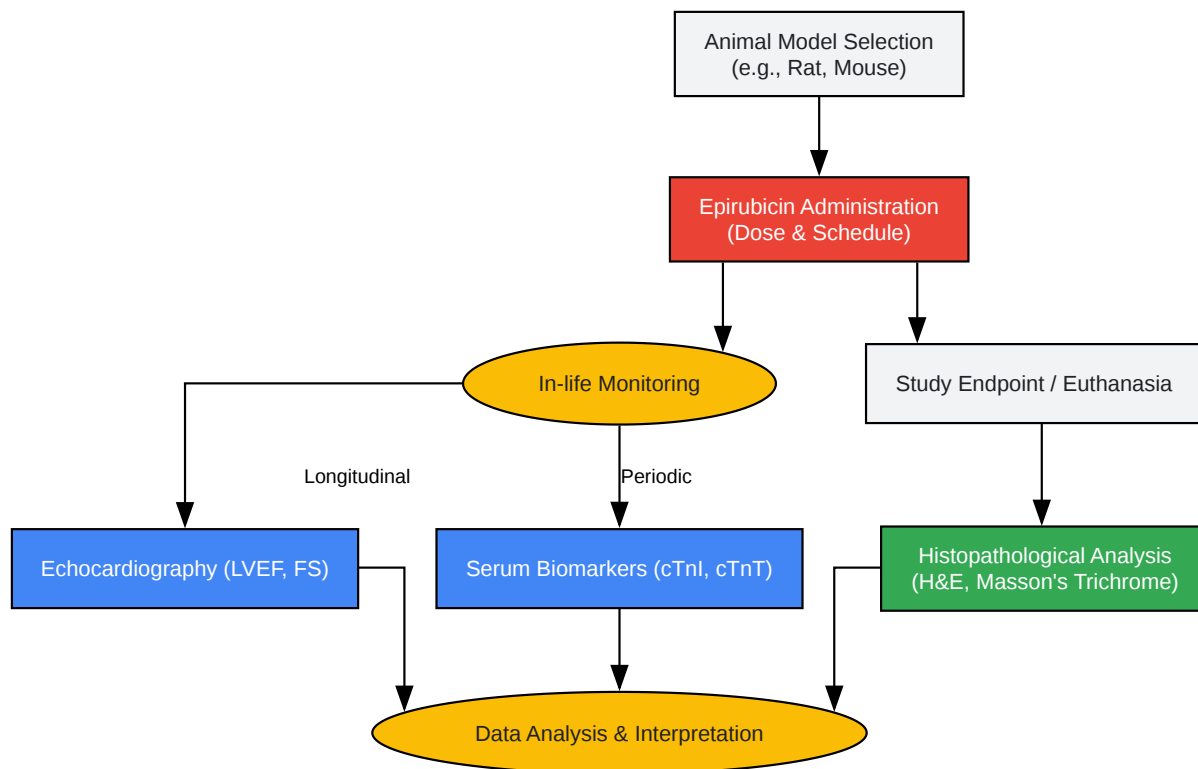 Animal Model Selection
(e.g., Rat, Mouse)
Epirubicin Administration
(Dose & Schedule)
In-life Monitoring
Study Endpoint / Euthanasia
Longitudinal
Periodic
Echocardiography (LVEF, FS)
Serum Biomarkers (cTnI, cTnT)
Histopathological Analysis
(H&E, Masson's Trichrome)
Data Analysis & Interpretation